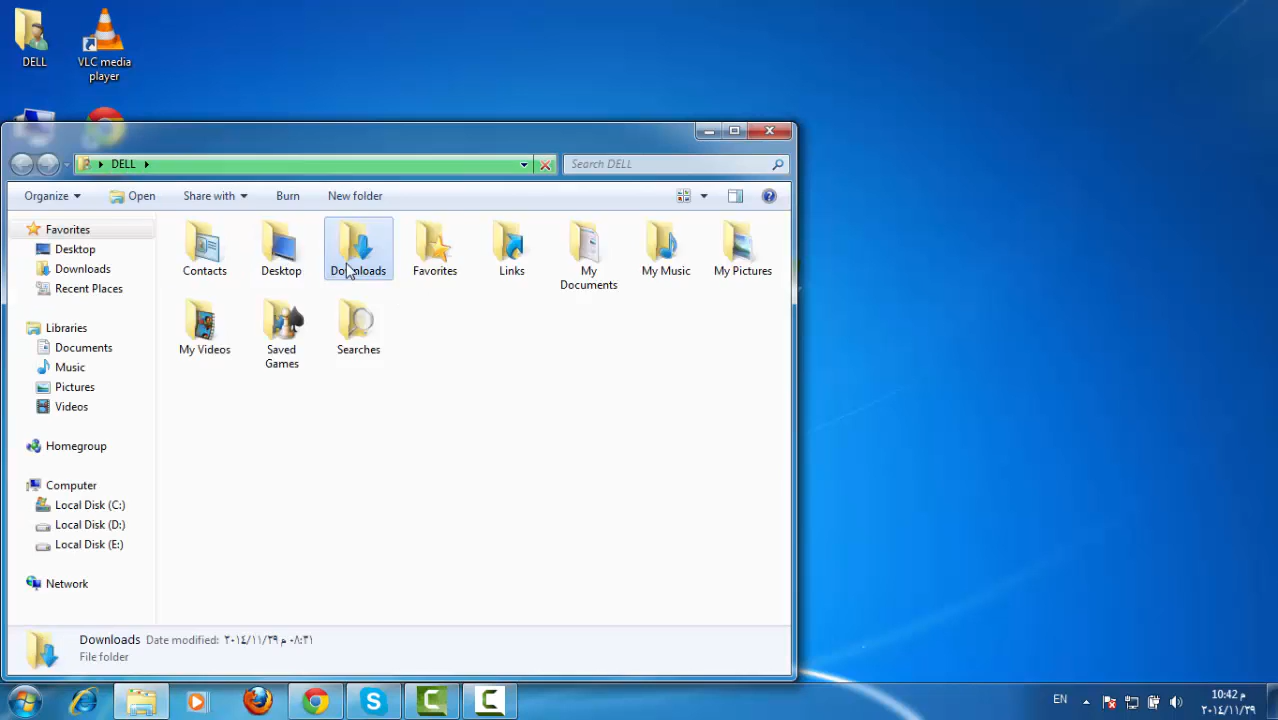 DELL
VLC media
player
DELL
Search DELL
Organize
Open
Share with
Burn
New folder
Favorites
Desktop
Downloads
Recent Places
Libraries
Documents
Music
Pictures
Videos
Homegroup
Computer
Local Disk (C:)
Local Disk (D:)
Local Disk (E:)
Network
Contacts
Desktop
Downloads
Favorites
Links
My
Documents
My Music
My Pictures
My Videos
Saved
Games
Searches
Downloads Date modified: ٢٠١٤/١١/٢٩ م ٠٨:٣١
File folder
EN
10:42 م
٢٠١٤/١١/٢٩